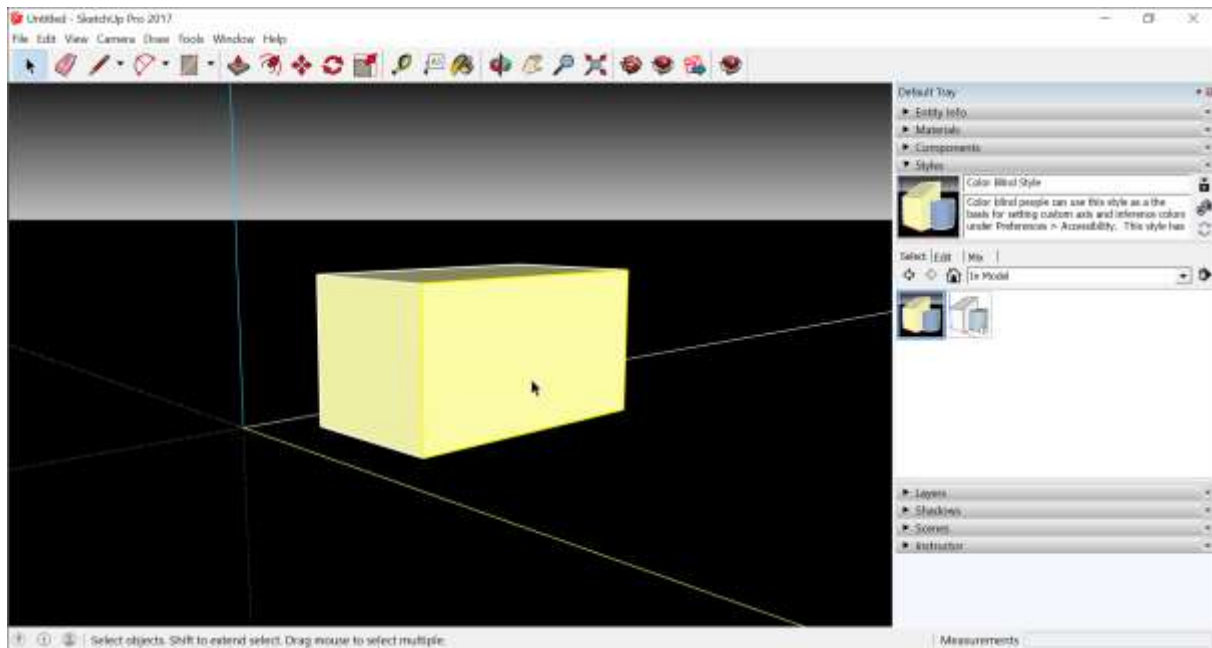 Untitled - SketchUp Pro 2017
File Edit View Camera Draw Tools Window Help
Default Tray
Entity Info
Materials
Components
Styles
Color Blind Style
Color blind people can use this style as a the
basis for setting custom axis and inference colors
under Preferences > Accessibility. This style has
Select Edit Mix
In Model
Layers
Shadows
Scenes
Instructor
Select objects. Shift to extend select. Drag mouse to select multiple.
Measurements